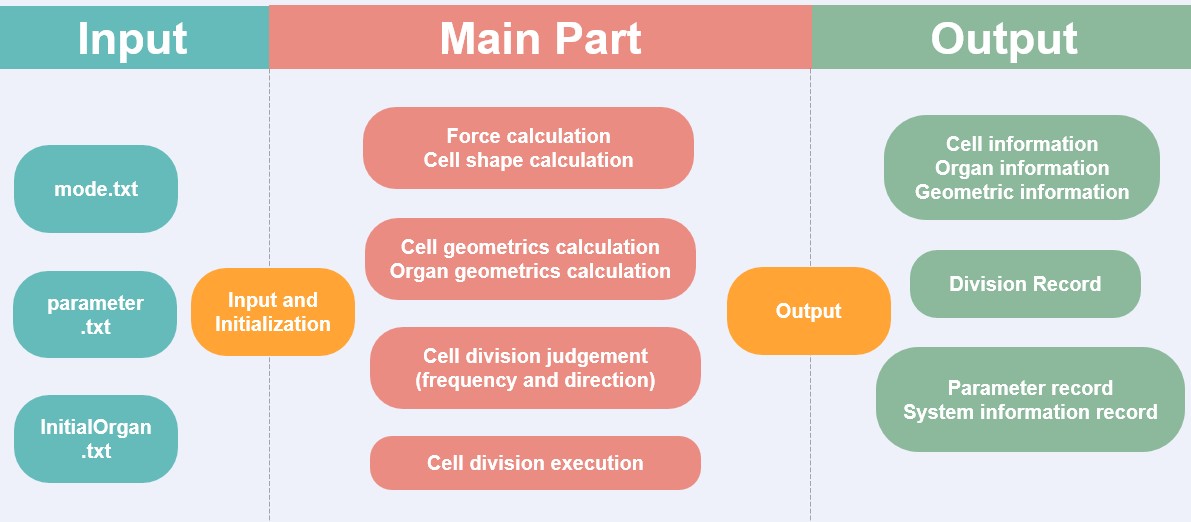 Input
Main Part
Output
mode.txt
parameter
.txt
InitialOrgan
.txt
Input and
Initialization
Force calculation
Cell shape calculation
Cell geometrics calculation
Organ geometrics calculation
Cell division judgement
(frequency and direction)
Cell division execution
Output
Cell information
Organ information
Geometric information
Division Record
Parameter record
System information record